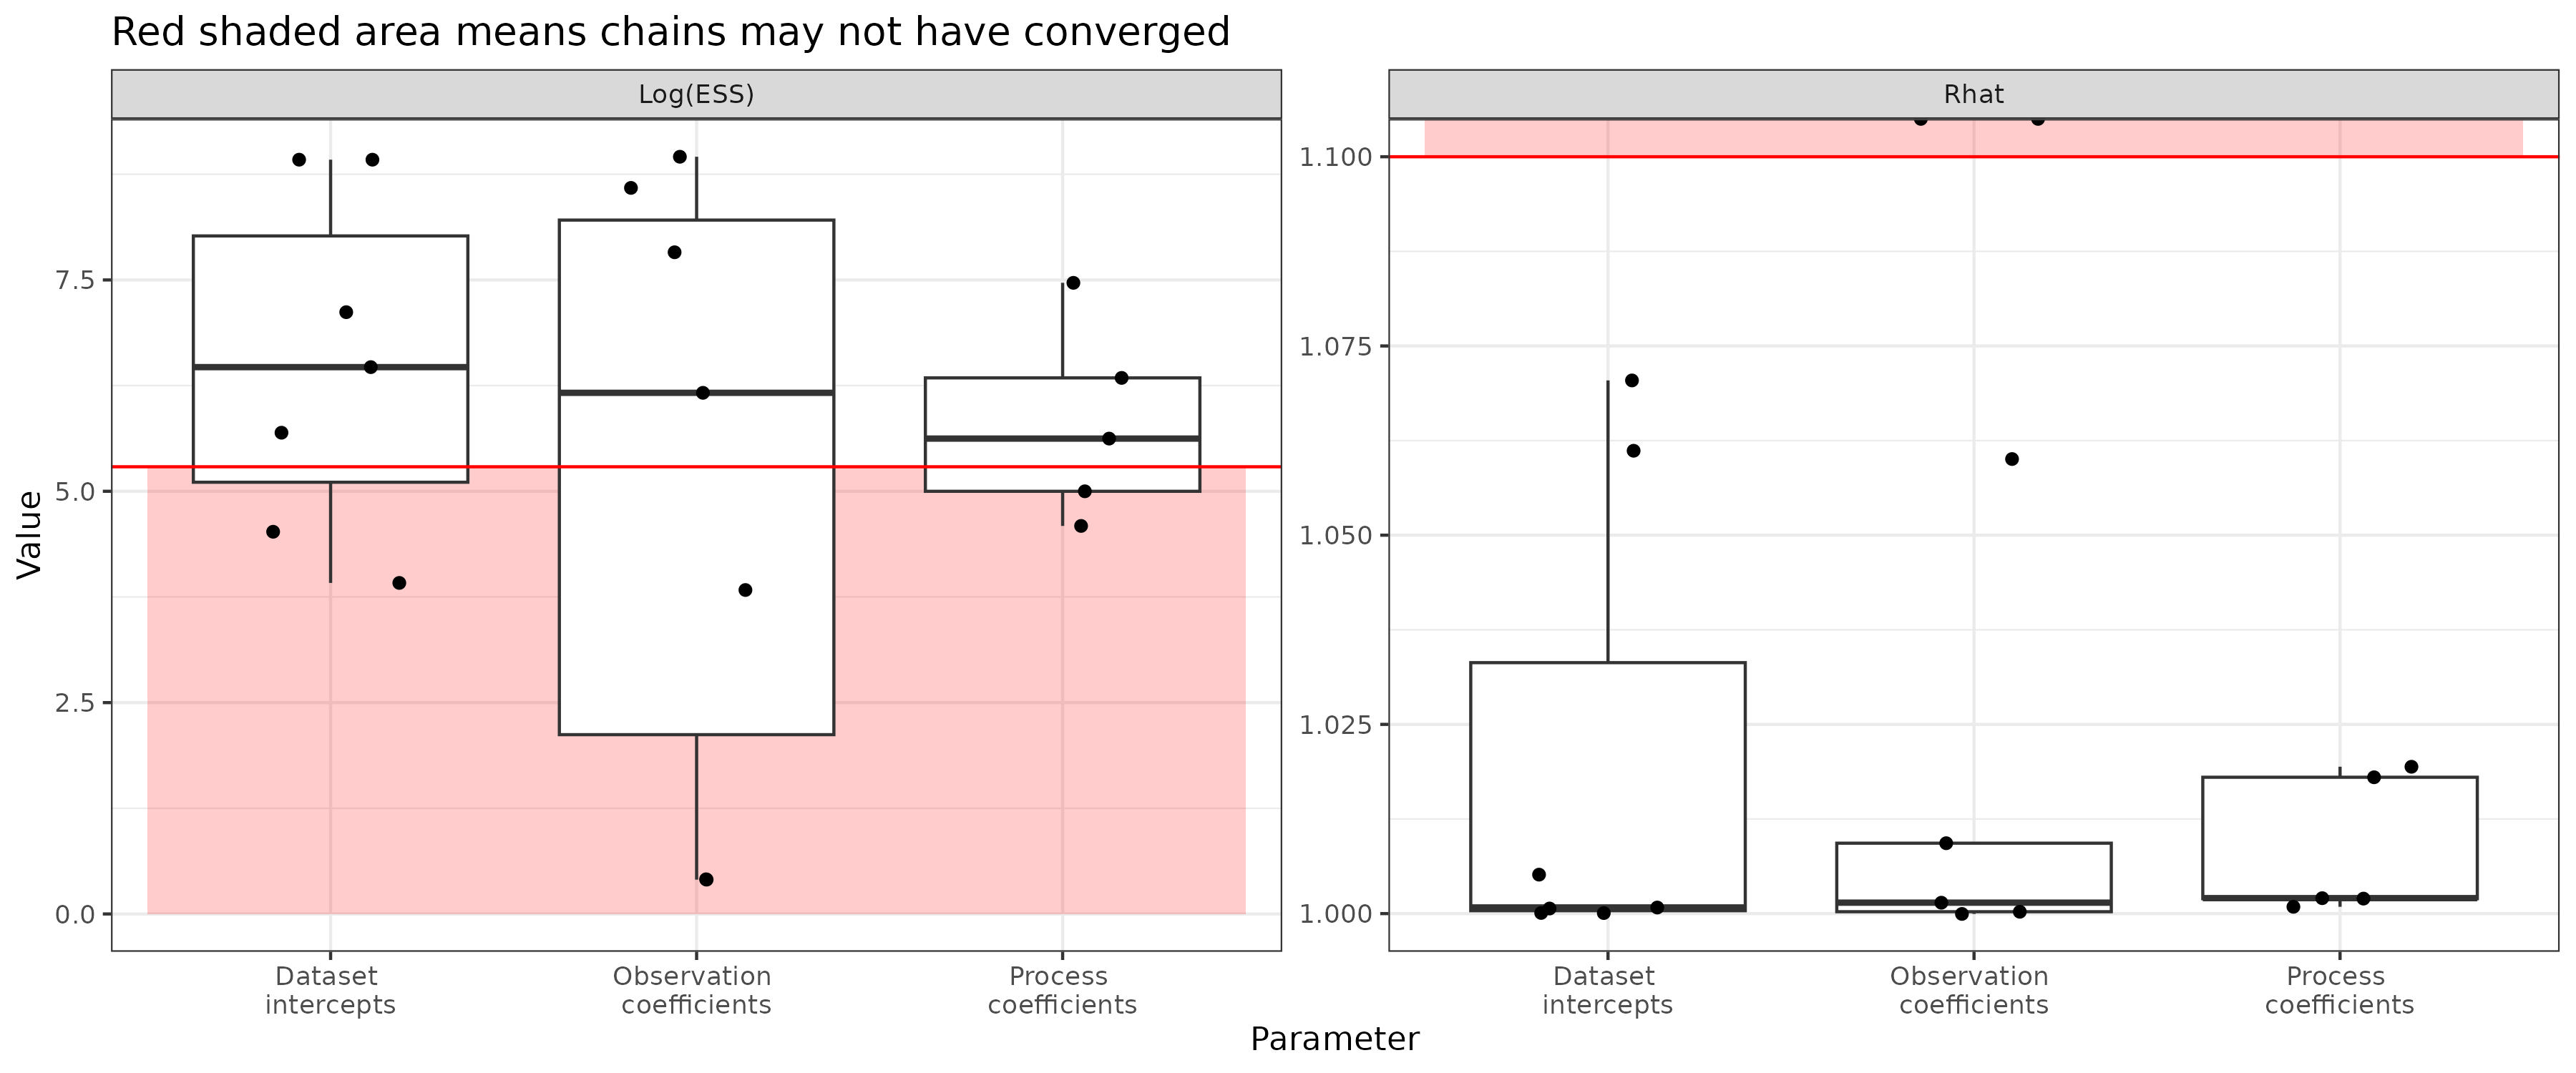 Red shaded area means chains may not have converged
Log(ESS)
Rhat
Value
7.5
5.0
2.5
0.0
1.100
1.075
1.050
1.025
1.000
Dataset
intercepts
Observation
coefficients
Process
coefficients
Dataset
intercepts
Observation
coefficients
Process
coefficients
Parameter